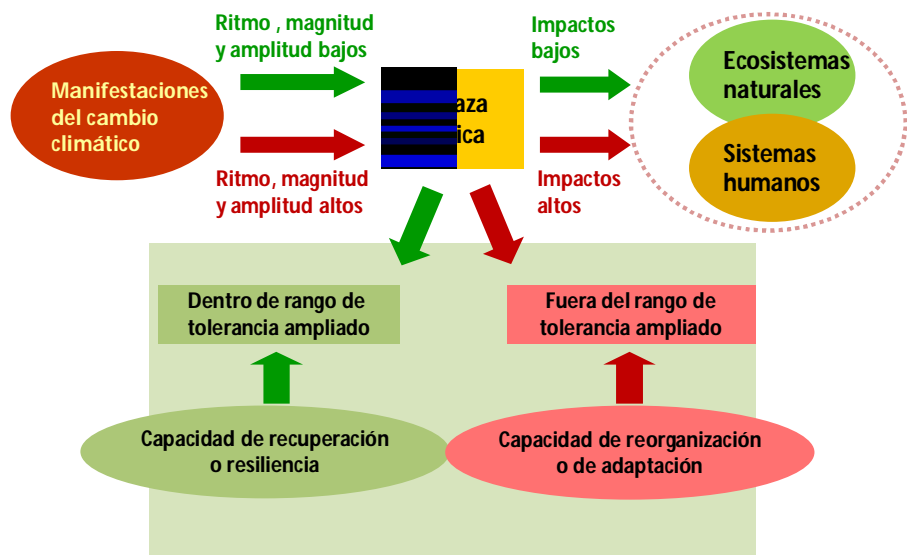 Ritmo , magnitud
y amplitud bajos
Impactos
bajos
Manifestaciones
del cambio
climático
Ecosistemas
naturales
Ritmo, magnitud
y amplitud altos
Impactos
altos
Sistemas
humanos
Dentro de rango de
tolerancia ampliado
Fuera del rango de
tolerancia ampliado
Capacidad de recuperación
o resiliencia
Capacidad de reorganización
o de adaptación